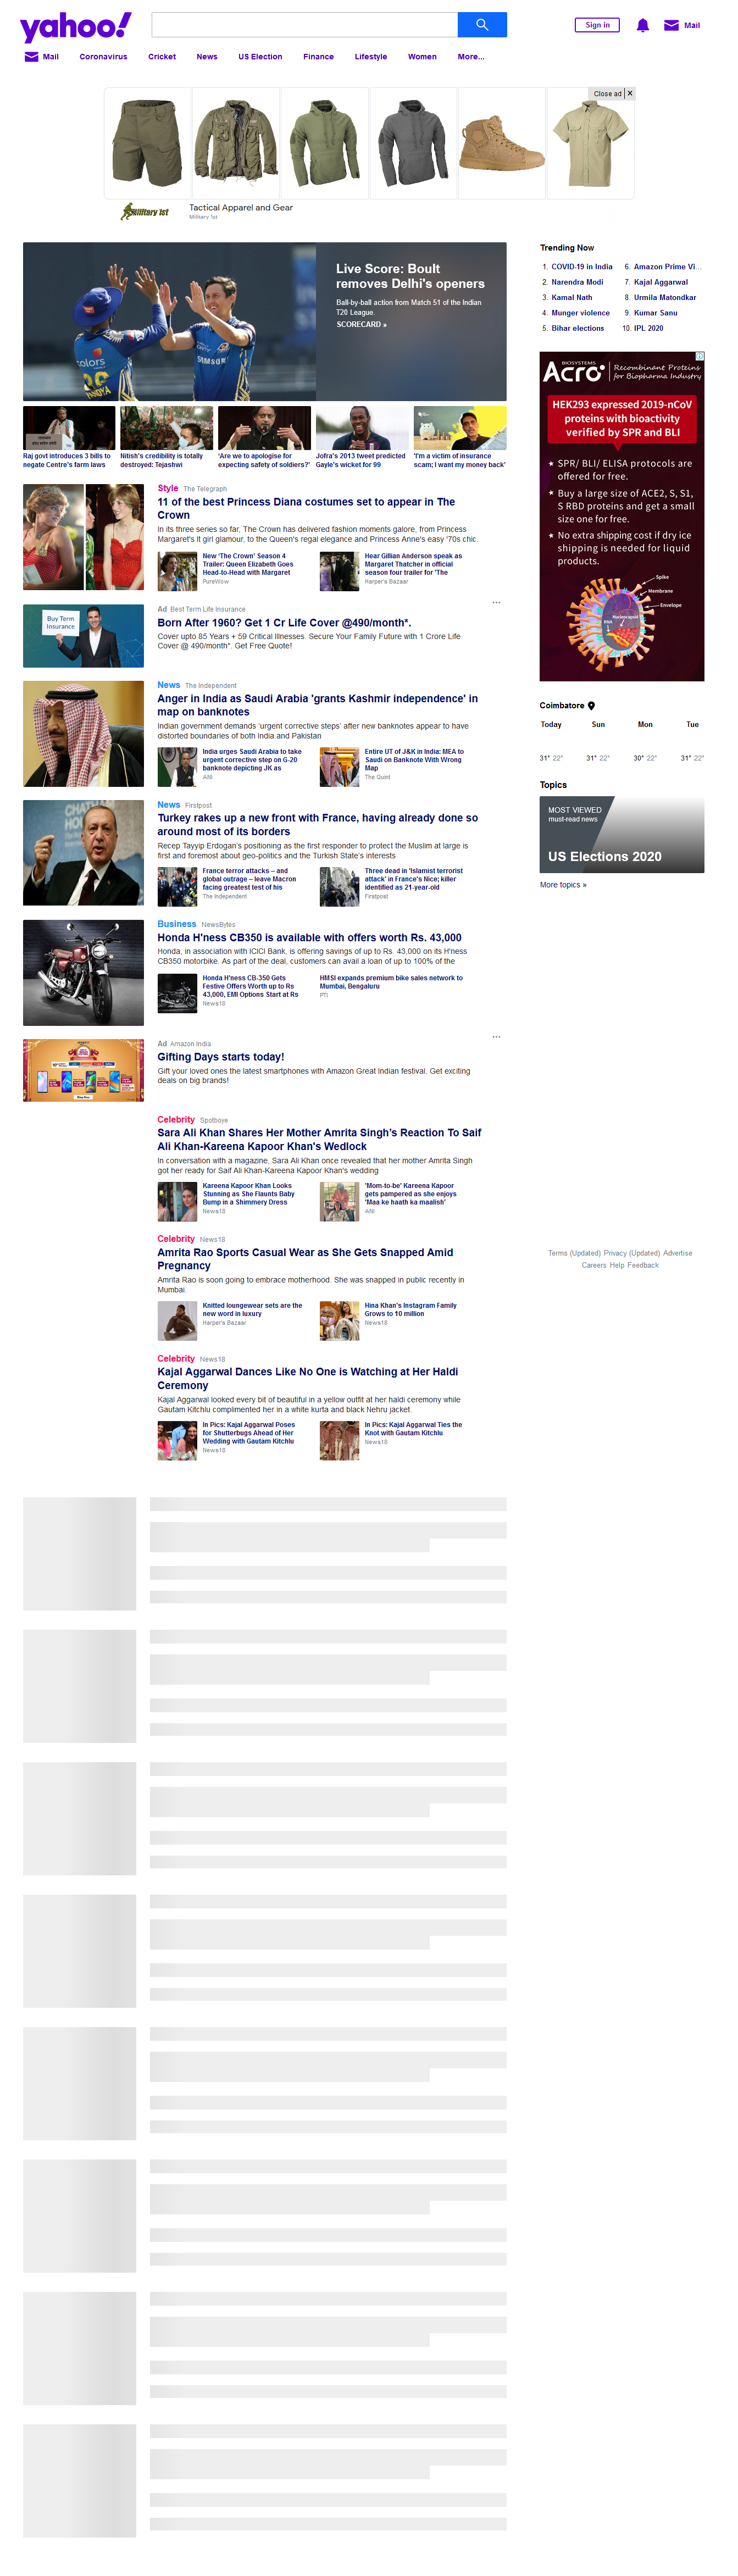 yahoo!
Sign in
Mail
Mail Coronavirus Cricket News US Election Finance Lifestyle Women More...
Close ad X
Military 1st
Tactical Apparel and Gear
Military 1st
Live Score: Boult
removes Delhi's openers
Ball-by-ball action from Match 51 of the Indian
T20 League.
SCORECARD »
Raj govt introduces 3 bills to
negate Centre's farm laws
Nitish's credibility is totally
destroyed: Tejashwi
'Are we to apologise for
expecting safety of soldiers?'
Jofra's 2013 tweet predicted
Gayle's wicket for 99
'I'm a victim of insurance
scam; I want my money back'
Style The Telegraph
11 of the best Princess Diana costumes set to appear in The
Crown
In its three series so far, The Crown has delivered fashion moments galore, from Princess
Margaret's It girl glamour, to the Queen's regal elegance and Princess Anne's easy '70s chic.
New 'The Crown' Season 4
Trailer: Queen Elizabeth Goes
Head-to-Head with Margaret
PureWow
Hear Gillian Anderson speak as
Margaret Thatcher in official
season four trailer for 'The
Harper's Bazaar
Buy Term
Insurance
Ad Best Term Life Insurance
Born After 1960? Get 1 Cr Life Cover @490/month*.
Cover upto 85 Years + 59 Critical Illnesses. Secure Your Family Future with 1 Crore Life
Cover @ 490/month*. Get Free Quote!
News The Independent
Anger in India as Saudi Arabia 'grants Kashmir independence' in
map on banknotes
Indian government demands 'urgent corrective steps' after new banknotes appear to have
distorted boundaries of both India and Pakistan
India urges Saudi Arabia to take
urgent corrective step on G-20
banknote depicting JK as
ANI
Entire UT of J&K in India: MEA to
Saudi on Banknote With Wrong
Map
The Quint
News Firstpost
Turkey rakes up a new front with France, having already done so
around most of its borders
Recep Tayyip Erdogan's positioning as the first responder to protect the Muslim at large is
first and foremost about geo-politics and the Turkish State's interests
France terror attacks – and
global outrage – leave Macron
facing greatest test of his
The Independent
Three dead in 'Islamist terrorist
attack' in France's Nice; killer
identified as 21-year-old
Firstpost
Business NewsBytes
Honda H'ness CB350 is available with offers worth Rs. 43,000
Honda, in association with ICICI Bank, is offering savings of up to Rs. 43,000 on its H'ness
CB350 motorbike. As part of the deal, customers can avail a loan of up to 100% of the
Honda H'ness CB-350 Gets
Festive Offers Worth up to Rs
43,000, EMI Options Start at Rs
News18
HMSI expands premium bike sales network to
Mumbai, Bengaluru
PTI
Ad Amazon India
Gifting Days starts today!
Gift your loved ones the latest smartphones with Amazon Great Indian festival. Get exciting
deals on big brands!
Celebrity Spotboye
Sara Ali Khan Shares Her Mother Amrita Singh's Reaction To Saif
Ali Khan-Kareena Kapoor Khan's Wedlock
In conversation with a magazine, Sara Ali Khan once revealed that her mother Amrita Singh
got her ready for Saif Ali Khan-Kareena Kapoor Khan's wedding
Kareena Kapoor Khan Looks
Stunning as She Flaunts Baby
Bump in a Shimmery Dress
News18
'Mom-to-be' Kareena Kapoor
gets pampered as she enjoys
'Maa ke haath ka maalish'
ANI
Celebrity News18
Amrita Rao Sports Casual Wear as She Gets Snapped Amid
Pregnancy
Amrita Rao is soon going to embrace motherhood. She was snapped in public recently in
Mumbai.
Knitted loungewear sets are the
new word in luxury
Harper's Bazaar
Hina Khan's Instagram Family
Grows to 10 million
News18
Celebrity News18
Kajal Aggarwal Dances Like No One is Watching at Her Haldi
Ceremony
Kajal Aggarwal looked every bit of beautiful in a yellow outfit at her haldi ceremony while
Gautam Kitchlu complimented her in a white kurta and black Nehru jacket.
In Pics: Kajal Aggarwal Poses
for Shutterbugs Ahead of Her
Wedding with Gautam Kitchlu
News18
In Pics: Kajal Aggarwal Ties the
Knot with Gautam Kitchlu
News18
Trending Now
1. COVID-19 in India
2. Narendra Modi
3. Kamal Nath
4. Munger violence
5. Bihar elections
6. Amazon Prime Vi...
7. Kajal Aggarwal
8. Urmila Matondkar
9. Kumar Sanu
10. IPL 2020
BIOSYSTEMS
Acro
Recombinant Proteins
for Biopharma Industry
HEK293 expressed 2019-nCoV
proteins with bioactivity
verified by SPR and BLI
★ SPR/ BLI/ ELISA protocols are
offered for free.
★ Buy a large size of ACE2, S, S1,
S RBD proteins and get a small
size one for free.
★ No extra shipping cost if dry ice
shipping is needed for liquid
products.
Spike
Membrane
Envelope
Nucleocapsid
RNA
Coimbatore
Today Sun Mon Tue
31° 22° 31° 22° 30° 22° 31° 22°
Topics
MOST VIEWED
must-read news
US Elections 2020
More topics »
Terms (Updated) Privacy (Updated) Advertise
Careers Help Feedback